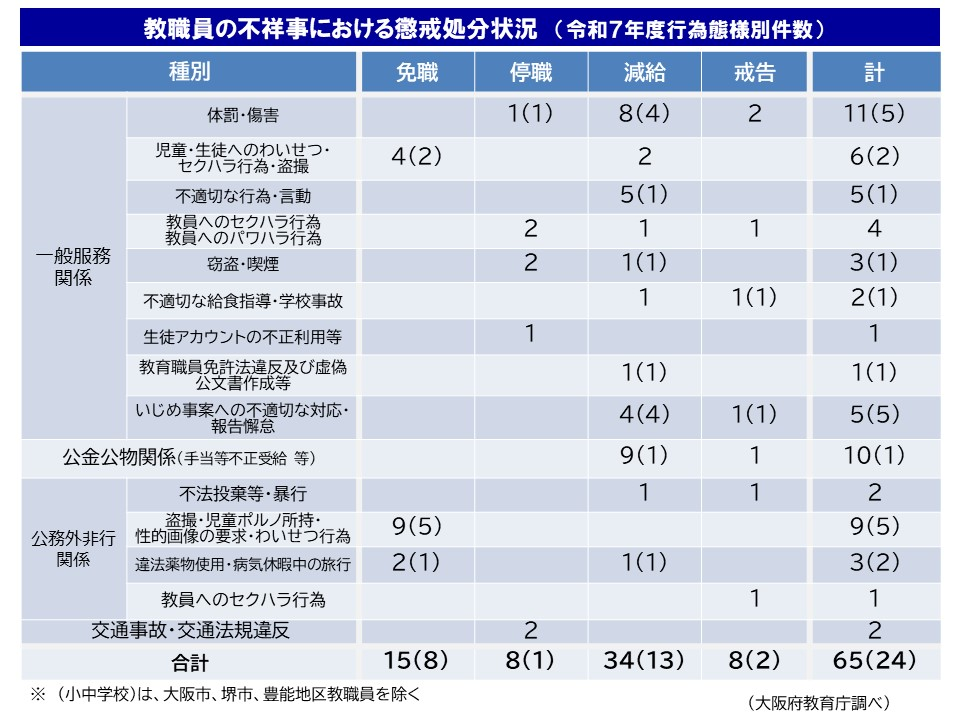 教職員の不祥事における懲戒処分状況 （令和７年度行為態様別件数）
種別 免職 停職 減給 戒告 計
一般服務
関係
体罰・傷害 1(1) 8(4) 2 11(5)
児童・生徒へのわいせつ・
セクハラ行為・盗撮 4(2) 2 6(2)
不適切な行為・言動 5(1) 5(1)
教員へのセクハラ行為
教員へのパワハラ行為 2 1 1 4
窃盗・喫煙 2 1(1) 3(1)
不適切な給食指導・学校事故 1 1(1) 2(1)
生徒アカウントの不正利用等 1 1
教育職員免許法違反及び虚偽
公文書作成等 1(1) 1(1)
いじめ事案への不適切な対応・
報告懈怠 4(4) 1(1) 5(5)
公金公物関係（手当等不正受給 等） 9(1) 1 10(1)
公務外非行
関係
不法投棄等・暴行 1 1 2
盗撮・児童ポルノ所持・
性的画像の要求・わいせつ行為 9(5) 9(5)
違法薬物使用・病気休暇中の旅行 2(1) 1(1) 3(2)
教員へのセクハラ行為 1 1
交通事故・交通法規違反 2 2
合計 15(8) 8(1) 34(13) 8(2) 65(24)
※ （小中学校）は、大阪市、堺市、豊能地区教職員を除く
（大阪府教育庁調べ）